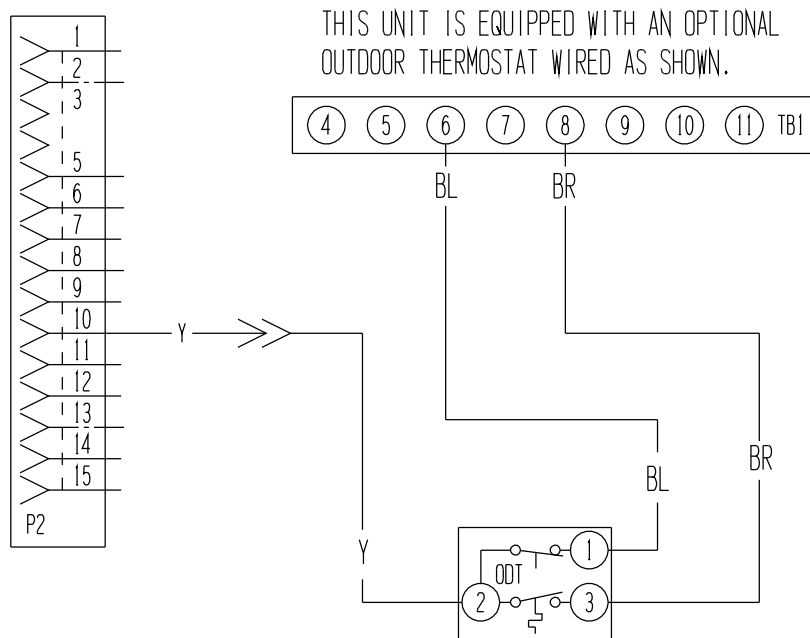 THIS UNIT IS EQUIPPED WITH AN OPTIONAL
OUTDOOR THERMOSTAT WIRED AS SHOWN.
1
2
3
5
6
7
8
9
10
11
12
13
14
15
P2
4 5 6 7 8 9 10 11 TB1
BL BR
Y
BR
BL
Y
1
ODT
2 3